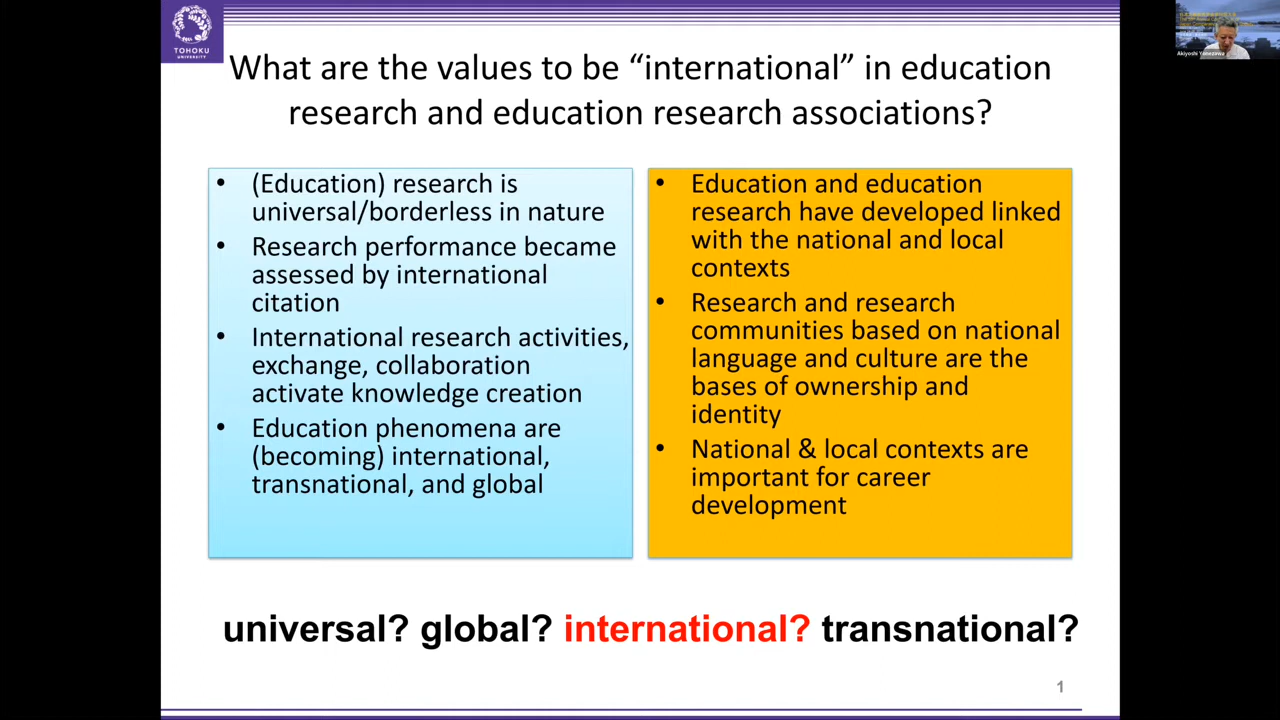 TOHOKU
UNIVERSITY
What are the values to be “international” in education
research and education research associations?
• (Education) research is
universal/borderless in nature
• Research performance became
assessed by international
citation
• International research activities,
exchange, collaboration
activate knowledge creation
• Education phenomena are
(becoming) international,
transnational, and global
• Education and education
research have developed linked
with the national and local
contexts
• Research and research
communities based on national
language and culture are the
bases of ownership and
identity
• National & local contexts are
important for career
development
universal? global? international? transnational?
1
Akiyoshi Yonezawa